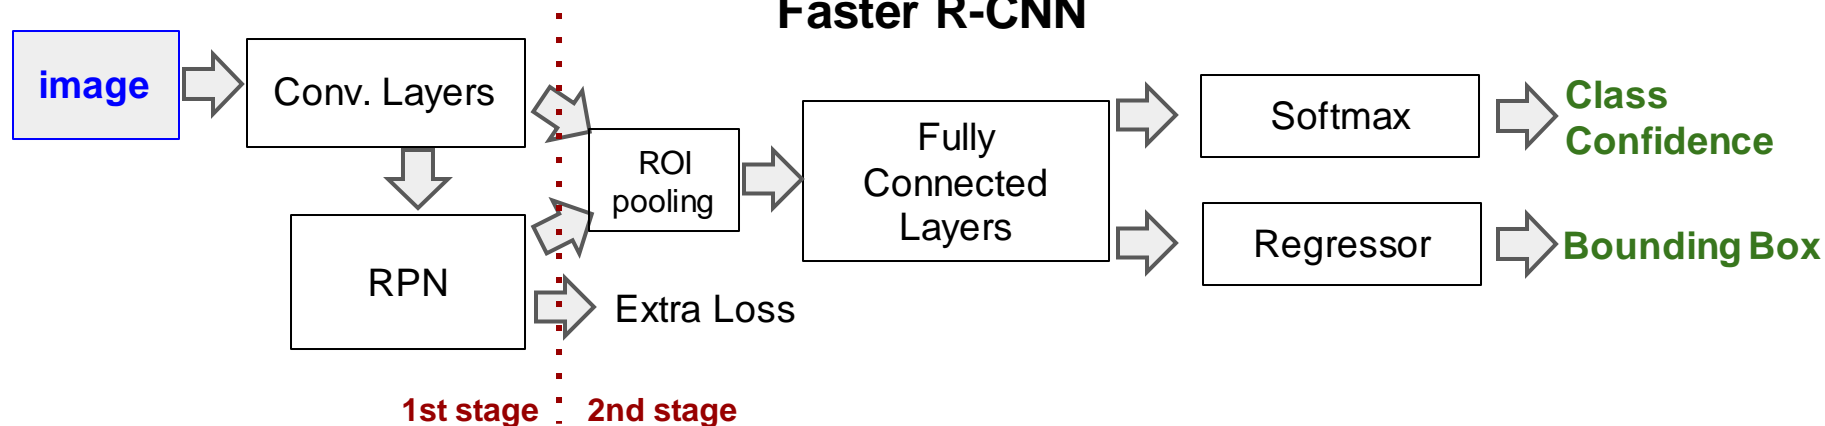 Faster R-CNN
image
Conv. Layers
RPN
ROI
pooling
Extra Loss
Fully
Connected
Layers
Softmax
Regressor
Class
Confidence
Bounding Box
1st stage
2nd stage